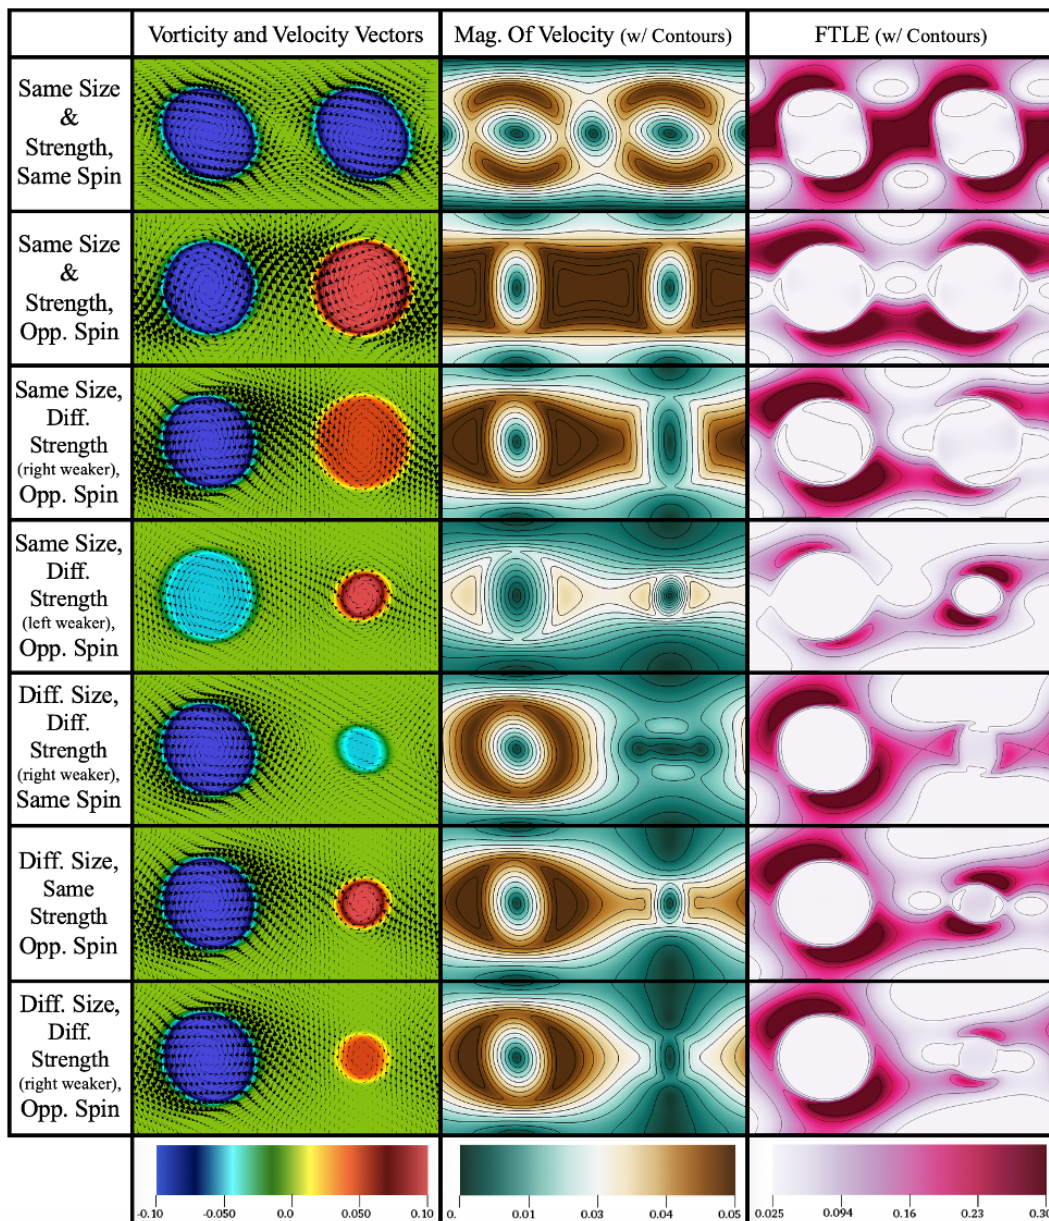 Vorticity and Velocity Vectors
Mag. Of Velocity (w/ Contours)
FTLE (w/ Contours)
Same Size
&
Strength,
Same Spin
Same Size
&
Strength,
Opp. Spin
Same Size,
Diff.
Strength
(right weaker),
Opp. Spin
Same Size,
Diff.
Strength
(left weaker),
Opp. Spin
Diff. Size,
Diff.
Strength
(right weaker),
Same Spin
Diff. Size,
Same
Strength
Opp. Spin
Diff. Size,
Diff.
Strength
(right weaker),
Opp. Spin
-0.10 -0.050 0.0 0.050 0.10
0. 0.01 0.03 0.04 0.05
0.025 0.094 0.16 0.23 0.30